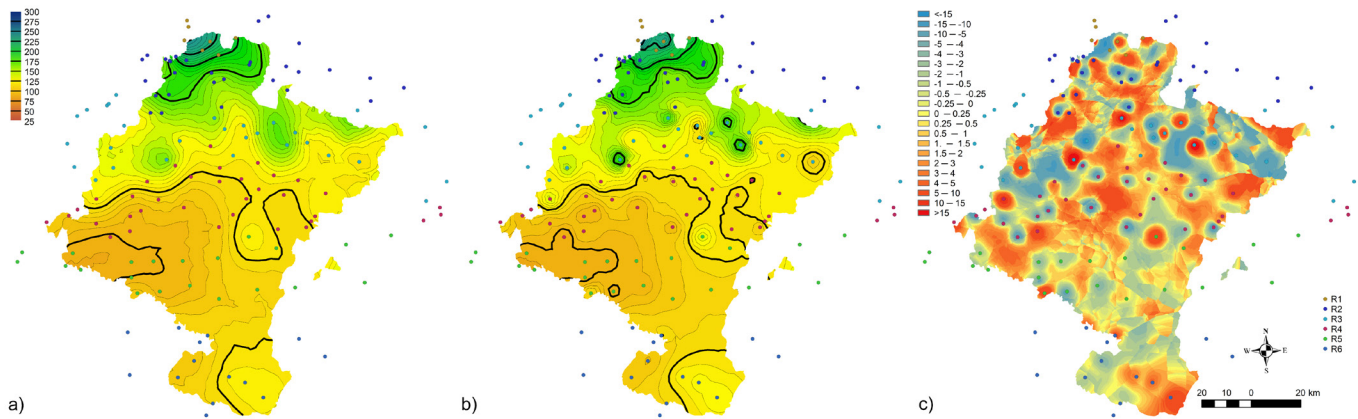 300
275
250
225
200
175
150
125
100
75
50
25
a)
b)
<-15
-15 — -10
-10 — -5
-5 — -4
-4 — -3
-3 — -2
-2 — -1
-1 — -0.5
-0.5 — -0.25
-0.25 — 0
0 — 0.25
0.25 — 0.5
0.5 — 1
1. — 1.5
1.5 — 2
2 — 3
3 — 4
4 — 5
5 — 10
10 — 15
>15
R1
R2
R3
R4
R5
R6
N
W E
S
20 10 0 20 km
c)